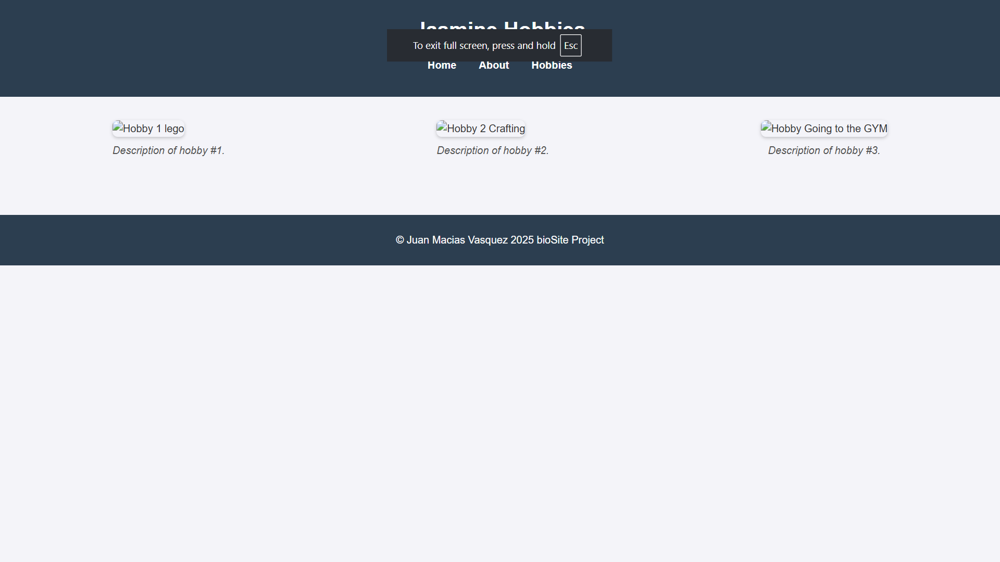 Jasmine Hobbies
To exit full screen, press and hold Esc
Home About Hobbies
Hobby 1 lego
Hobby 2 Crafting
Hobby Going to the GYM
Description of hobby #1.
Description of hobby #2.
Description of hobby #3.
© Juan Macias Vasquez 2025 bioSite Project